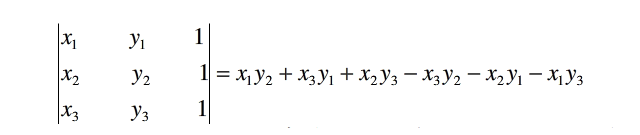 |x₁ y₁ 1|
|x₂ y₂ 1| = x₁y₂ + x₃y₁ + x₂y₃ − x₃y₂ − x₂y₁ − x₁y₃
|x₃ y₃ 1|